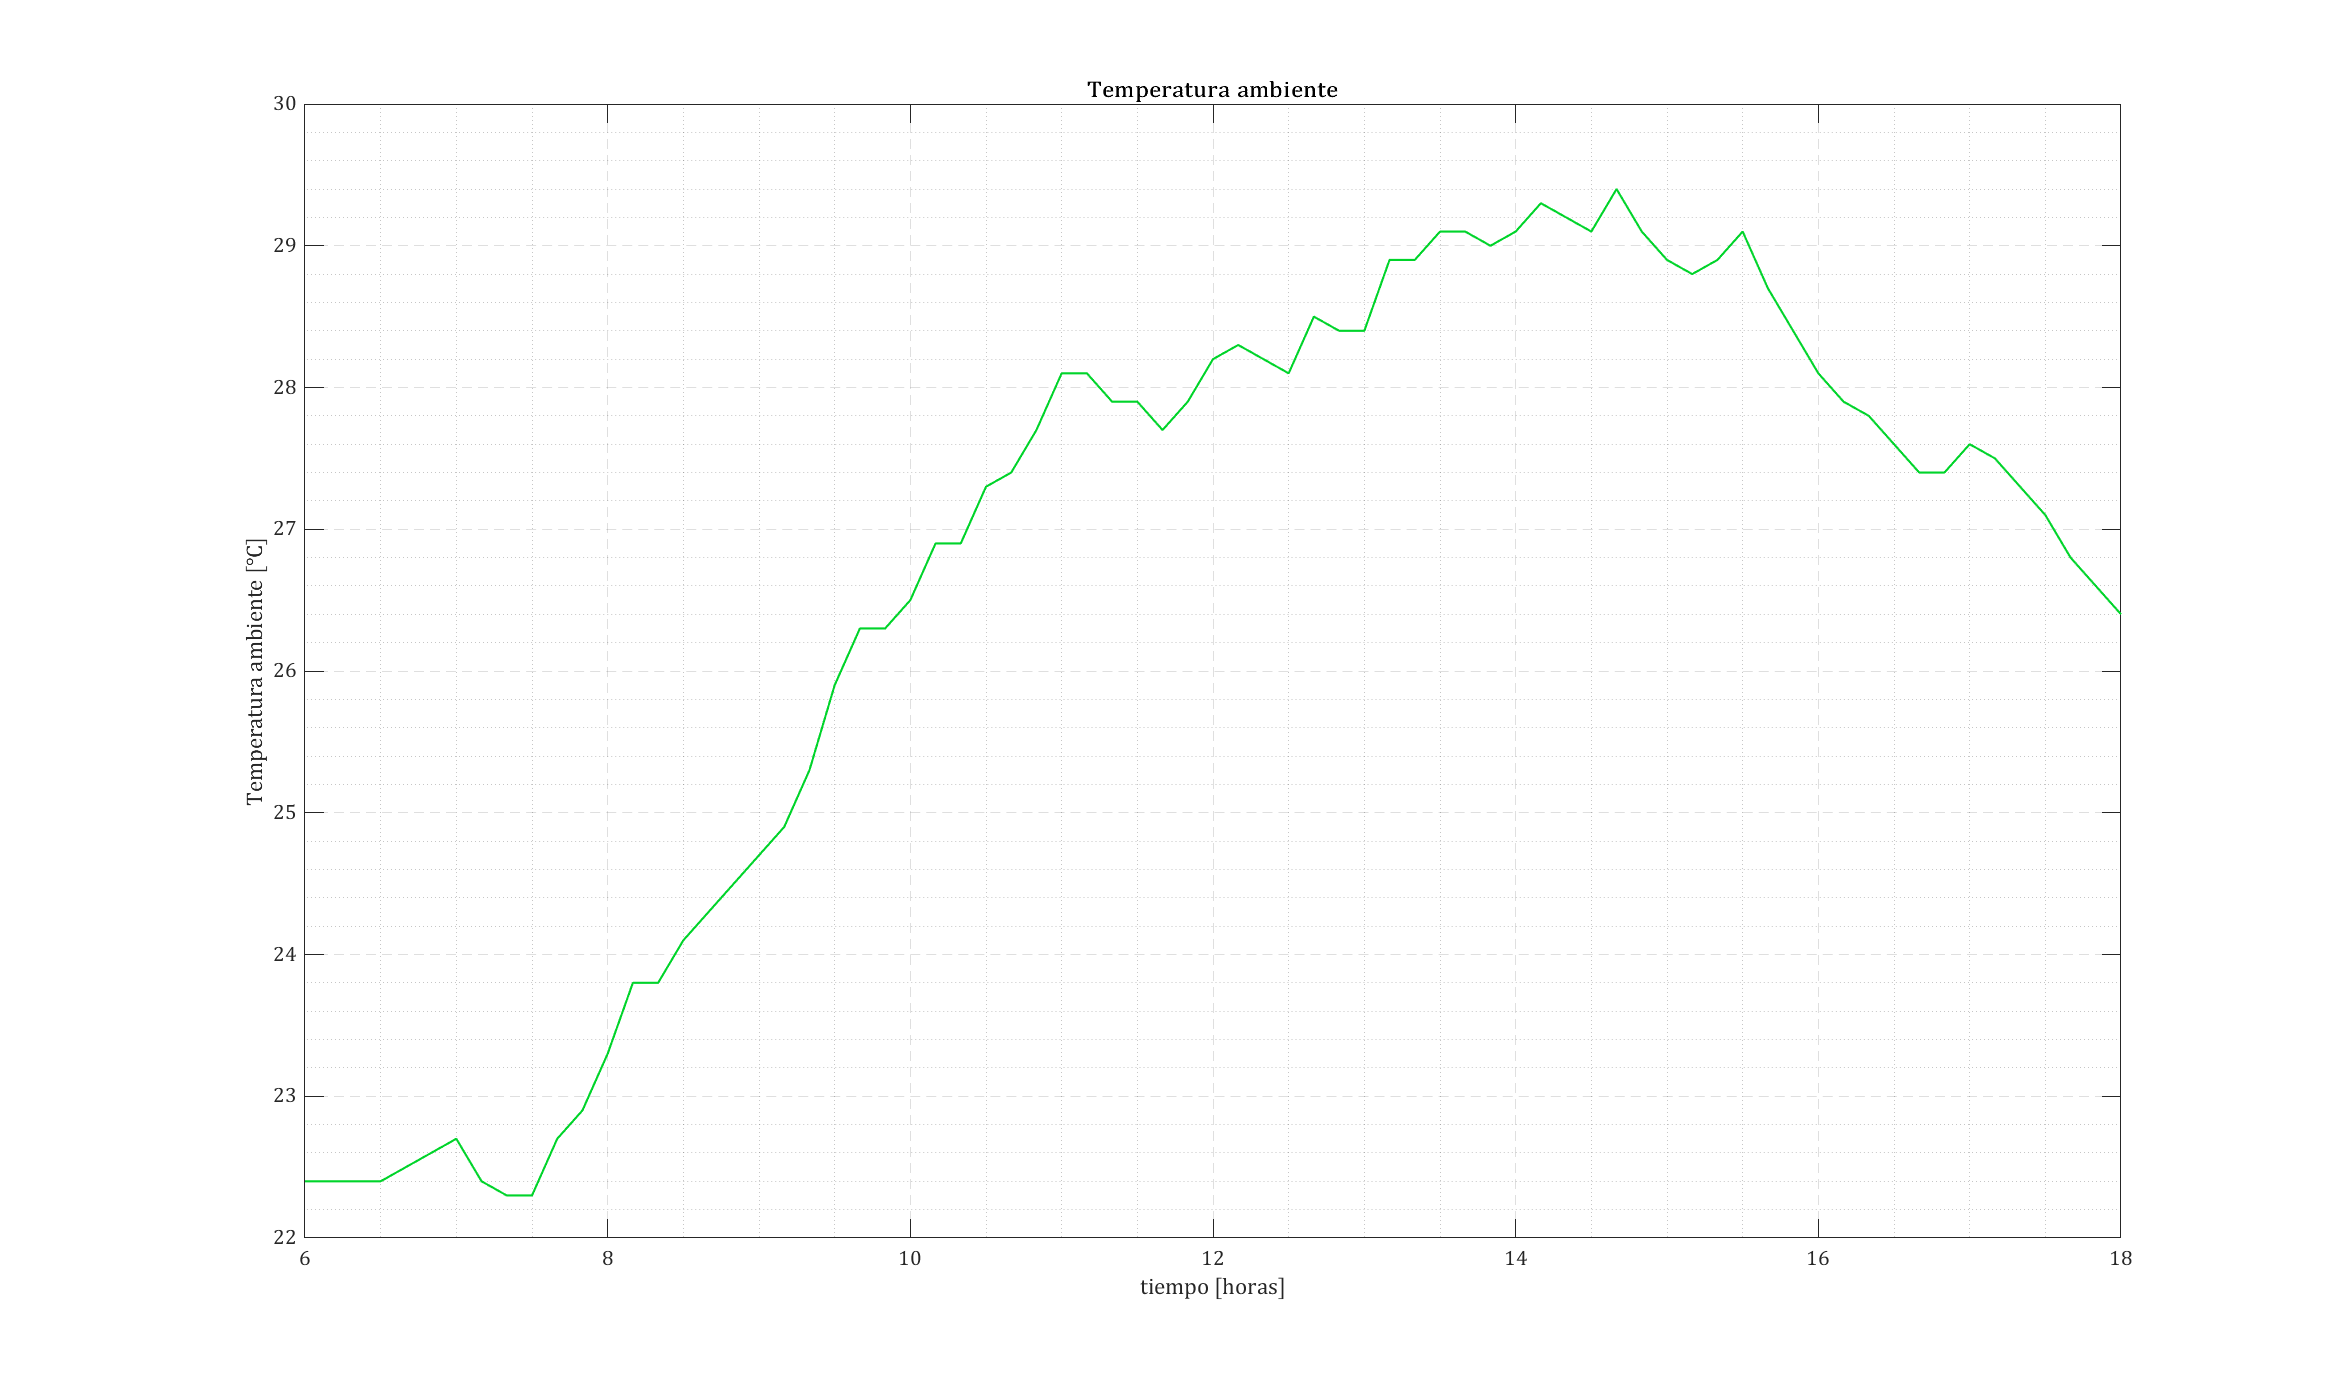 Temperatura ambiente
30
29
28
27
26
25
24
23
22
Temperatura ambiente [°C]
6 8 10 12 14 16 18
tiempo [horas]